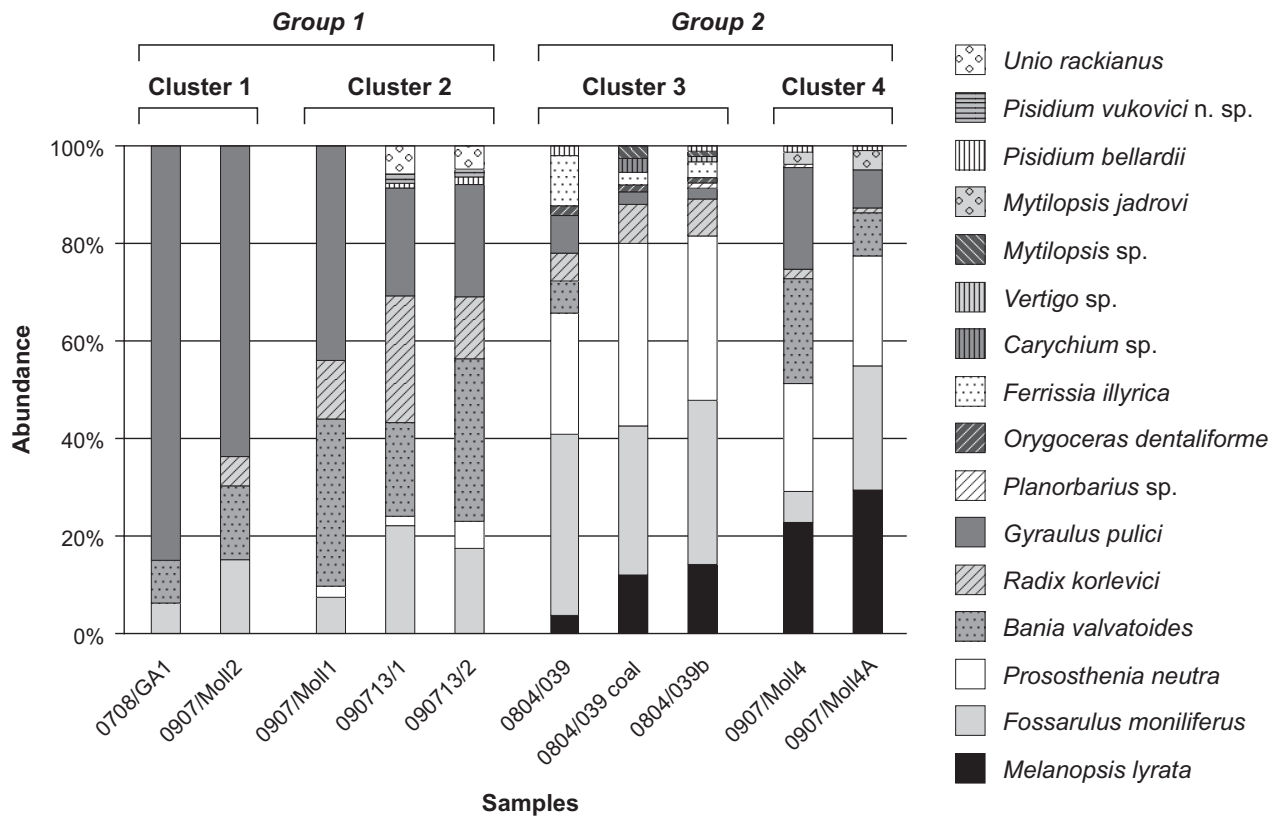 Group 1
Group 2
Cluster 1
Cluster 2
Cluster 3
Cluster 4
100%
80%
60%
40%
20%
0%
Abundance
0708/GA1
0907/Moll2
0907/Moll1
090713/1
090713/2
0804/039
0804/039 coal
0804/039b
0907/Moll4
0907/Moll4A
Samples
Unio rackianus
Pisidium vukovici n. sp.
Pisidium bellardii
Mytilopsis jadrovi
Mytilopsis sp.
Vertigo sp.
Carychium sp.
Ferrissia illyrica
Orygoceras dentaliforme
Planorbarius sp.
Gyraulus pulici
Radix korlevici
Bania valvatoides
Prososthenia neutra
Fossarulus moniliferus
Melanopsis lyrata